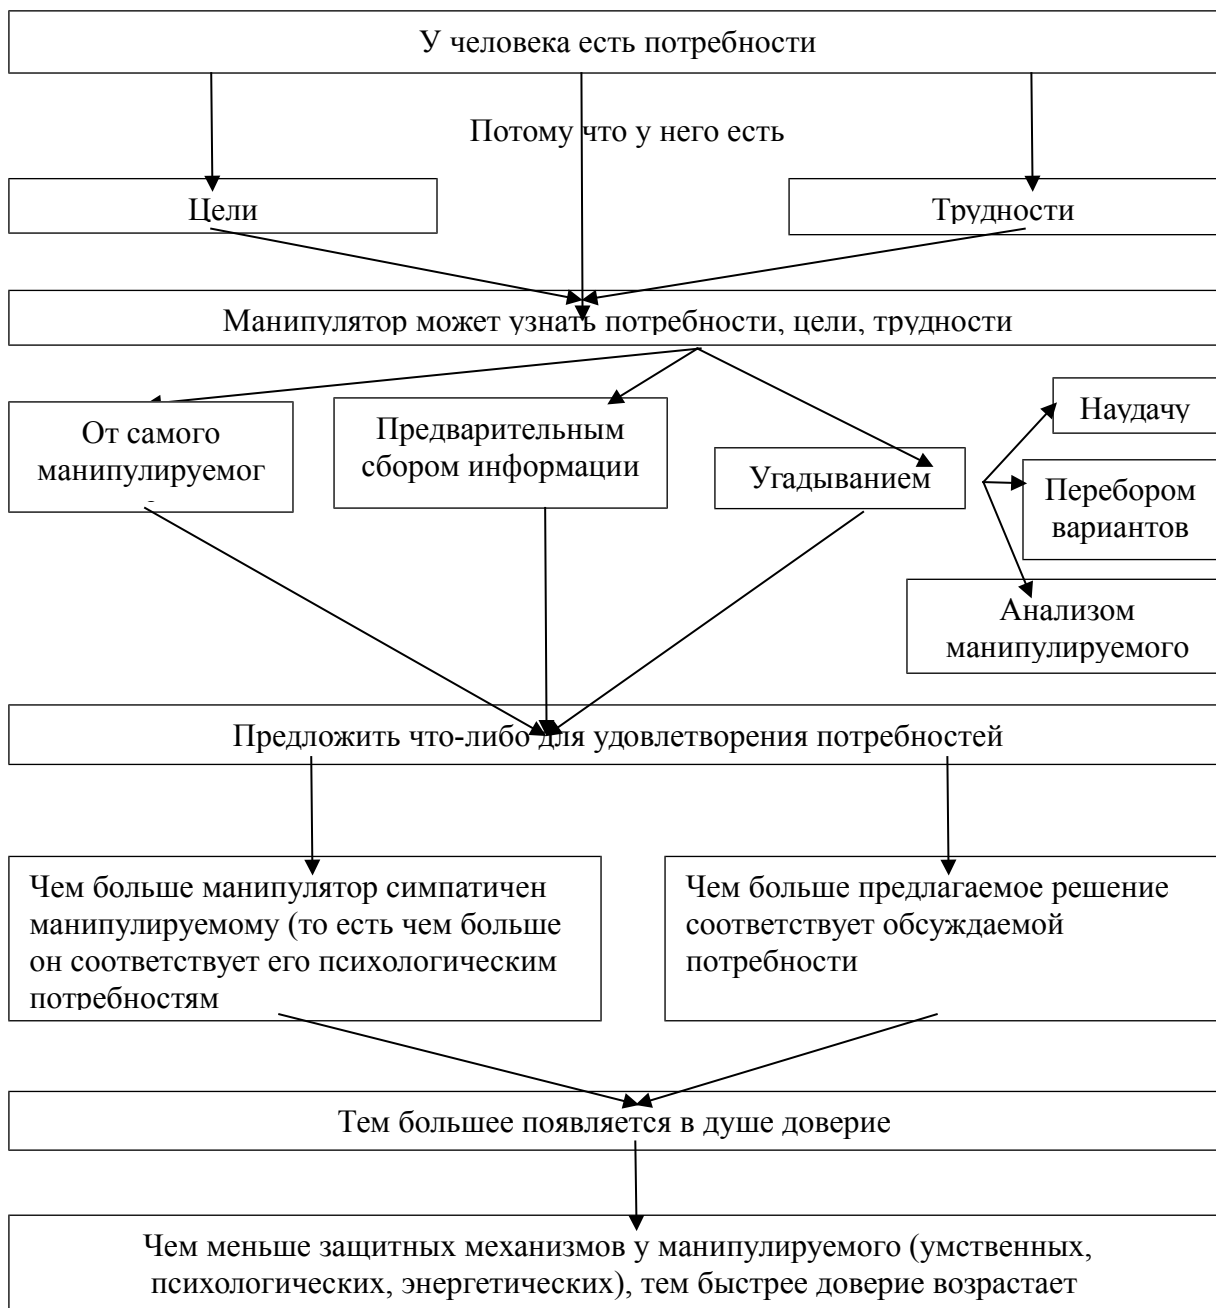 У человека есть потребности
Потому что у него есть
Цели
Трудности
Манипулятор может узнать потребности, цели, трудности
От самого
манипулируемог
Предварительным
сбором информации
Угадыванием
Наудачу
Перебором
вариантов
Анализом
манипулируемого
Предложить что-либо для удовлетворения потребностей
Чем больше манипулятор симпатичен
манипулируемому (то есть чем больше
он соответствует его психологическим
потребностям
Чем больше предлагаемое решение
соответствует обсуждаемой
потребности
Тем большее появляется в душе доверие
Чем меньше защитных механизмов у манипулируемого (умственных,
психологических, энергетических), тем быстрее доверие возрастает